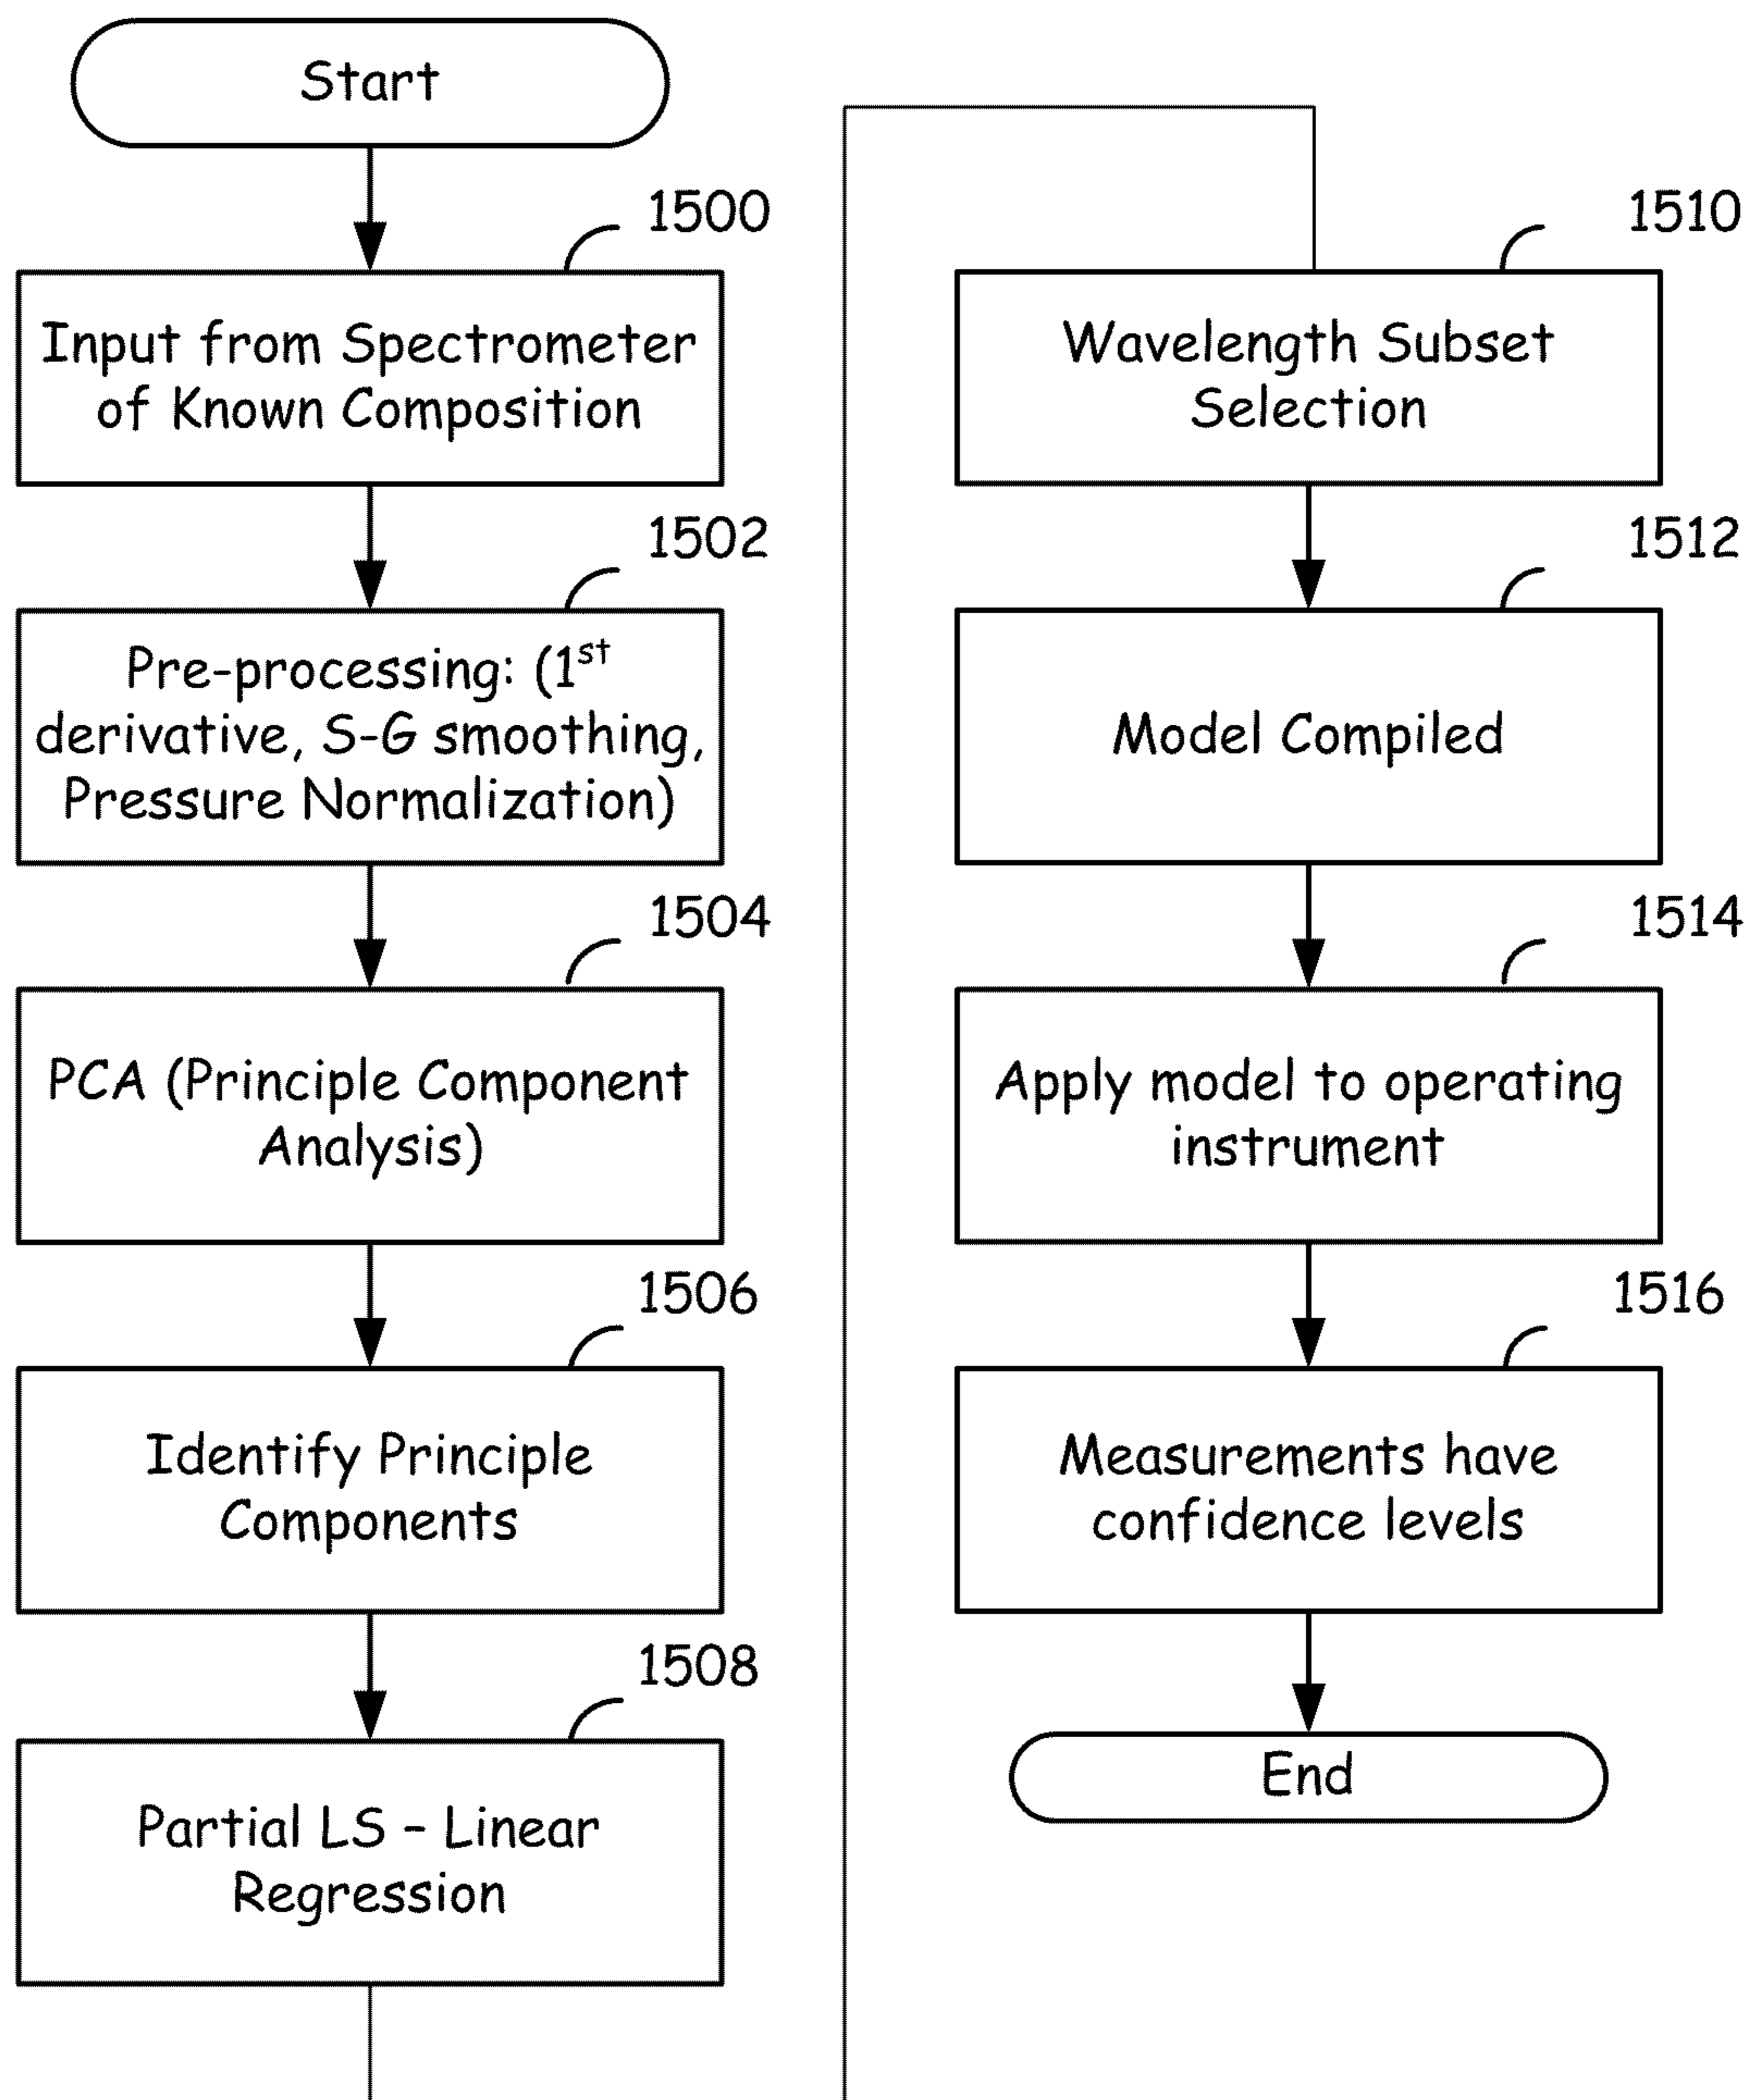 Start
1500
Input from Spectrometer
of Known Composition
1502
Pre-processing: (1st
derivative, S-G smoothing,
Pressure Normalization)
1504
PCA (Principle Component
Analysis)
1506
Identify Principle
Components
1508
Partial LS – Linear
Regression
1510
Wavelength Subset
Selection
1512
Model Compiled
1514
Apply model to operating
instrument
1516
Measurements have
confidence levels
End